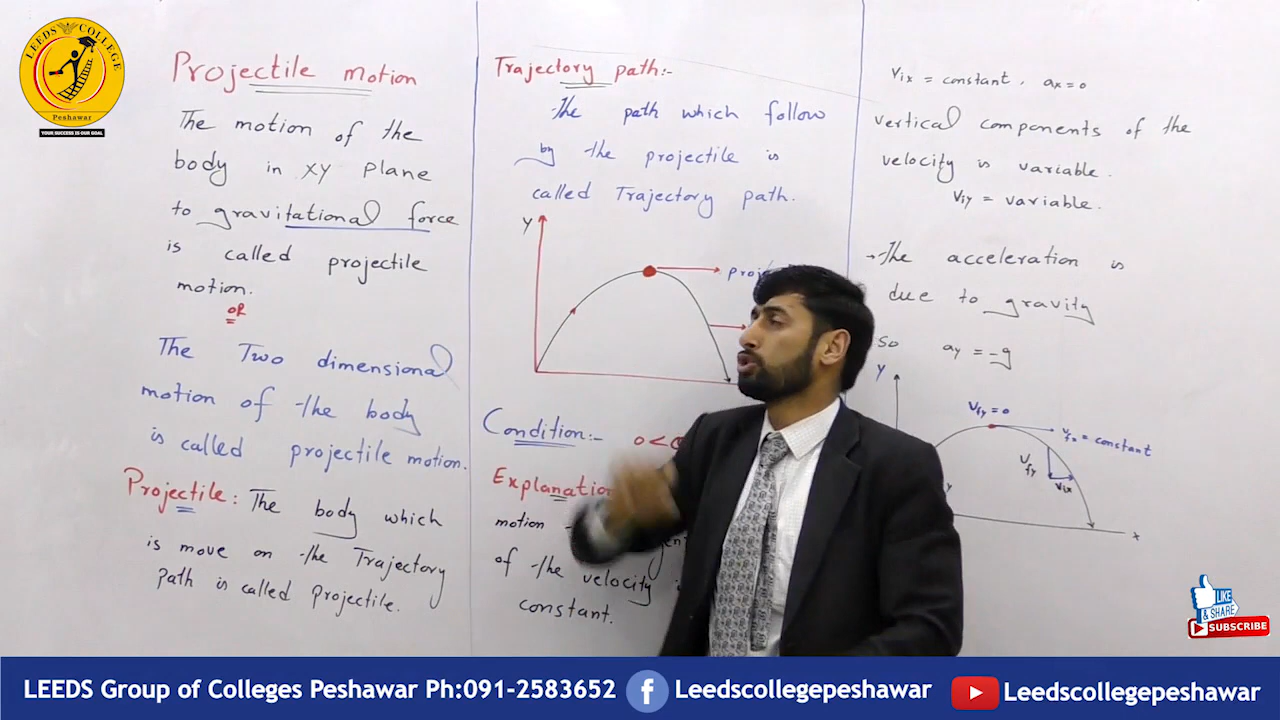 LEEDS COLLEGE
Peshawar
YOUR SUCCESS IS OUR GOAL
Projectile motion
The motion of the
body in XY plane
to gravitational force
is called projectile
motion.
OR
The Two dimensional
motion of the body
is called projectile motion.
Projectile: The body which
is move on the Trajectory
Path is called Projectile.
Trajectory path:-
The path which follow
by the projectile is
called Trajectory path.
Y
Condition:- 0<
Explanation
motion
of the velocity
constant.
Vix = constant, ax=0
vertical components of the
velocity is variable.
Viy = variable.
→ The acceleration is
due to gravity
so ay = -g
Y
Vfy=0
Vfx = constant
Vfy
Vix
x
LIKE
& SHARE
SUBSCRIBE
LEEDS Group of Colleges Peshawar Ph:091-2583652 f Leedscollegepeshawar Leedscollegepeshawar